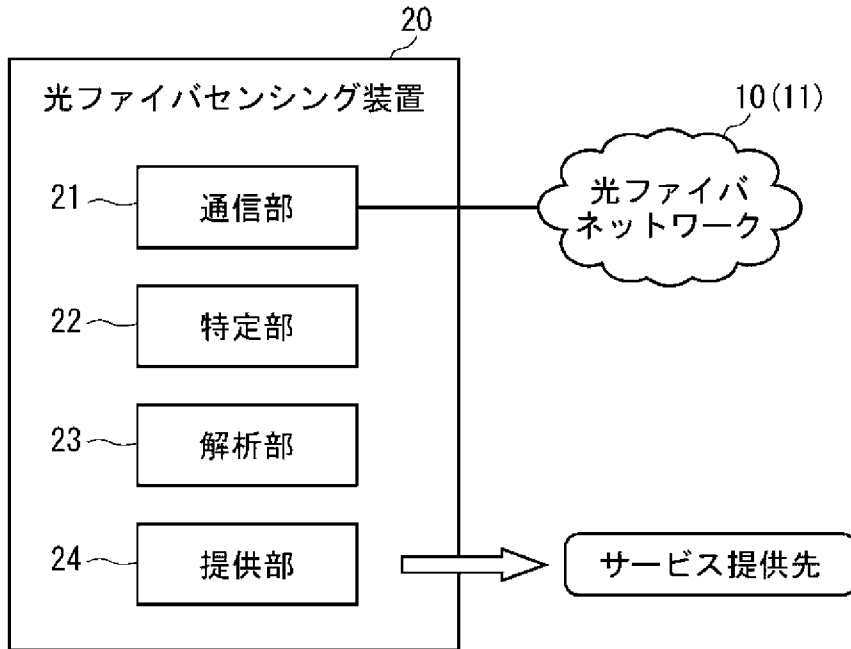 20
光ファイバセンシング装置
10(11)
光ファイバ
ネットワーク
21
通信部
22
特定部
23
解析部
24
提供部
サービス提供先